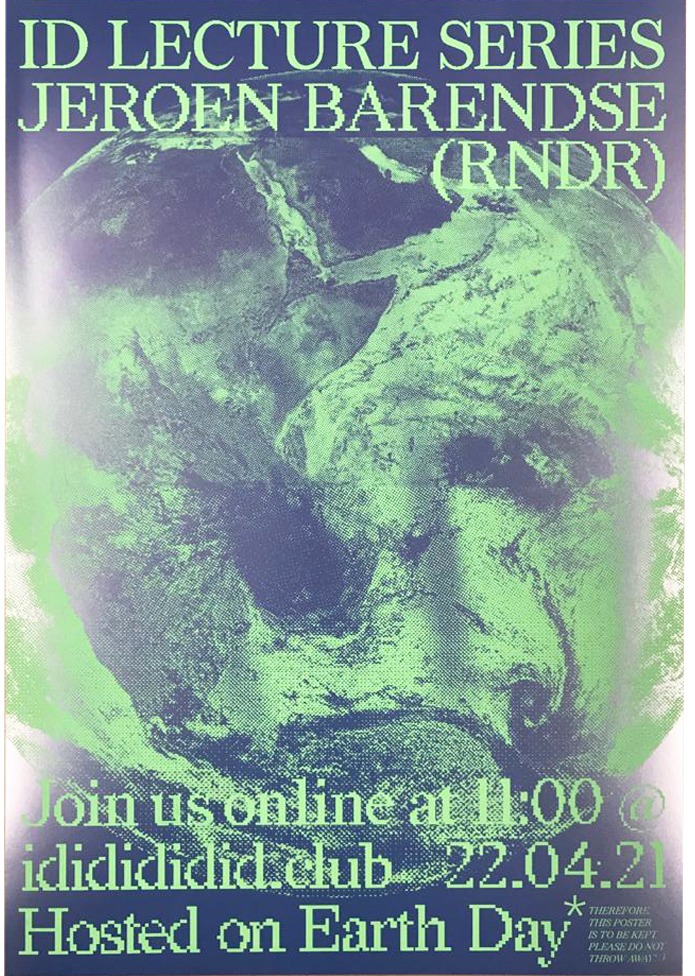 ID LECTURE SERIES
JEROEN BARENDSE
(RNDR)
Join us online at 11:00 @
idididididid.club 22.04.21
Hosted on Earth Day*
THEREFORE
THIS POSTER
IS TO BE KEPT.
PLEASE DO NOT
THROW AWAY